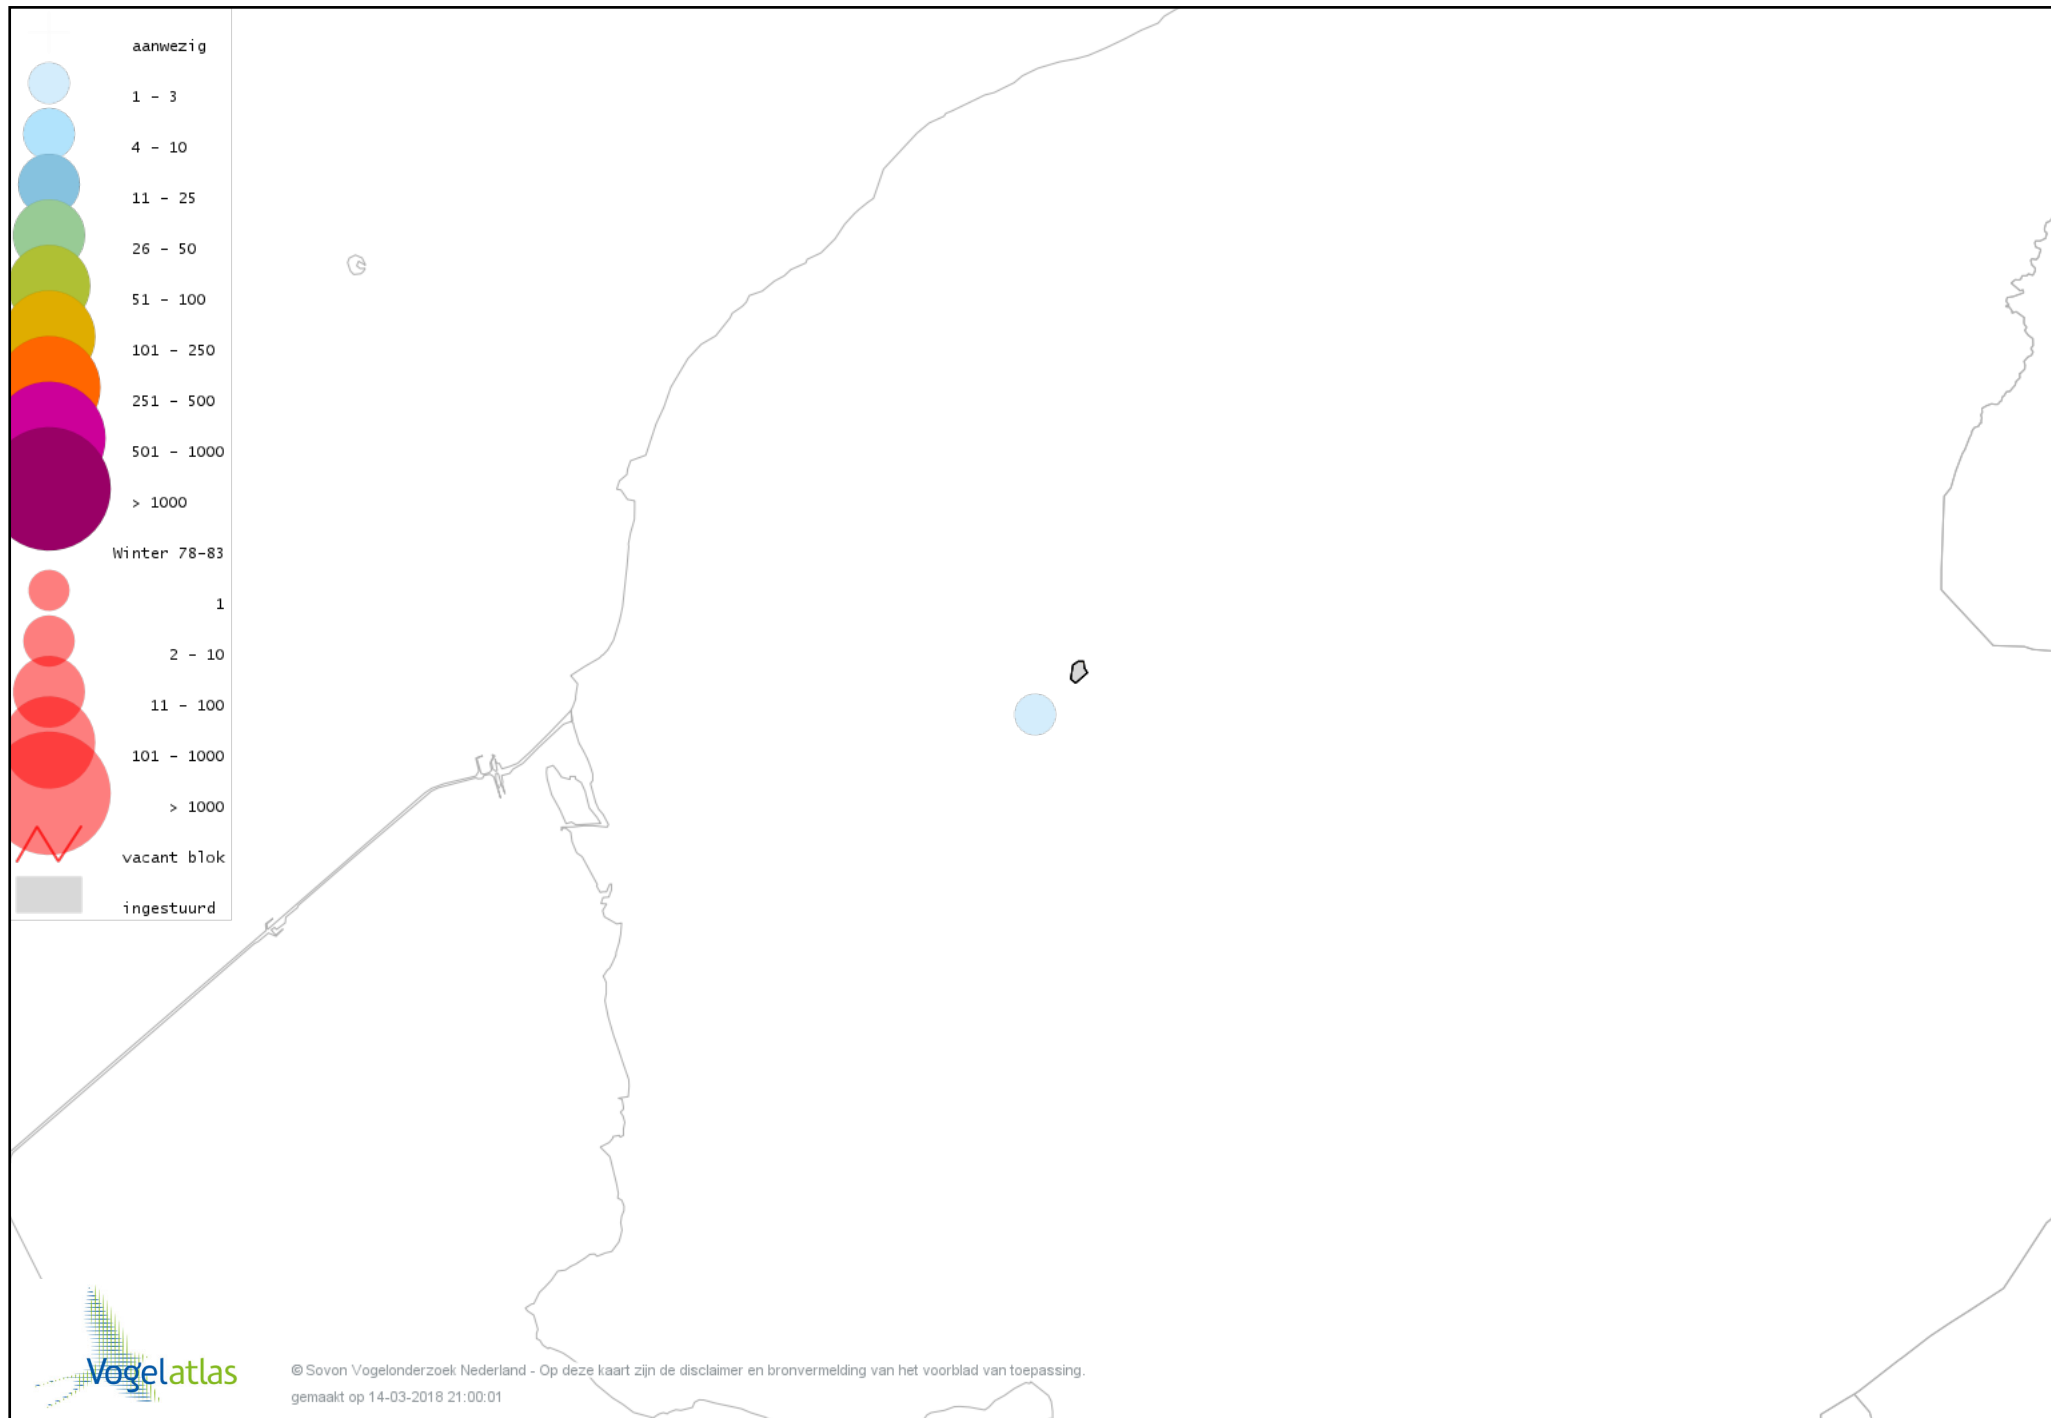 aanwezig
1 - 3
4 - 10
11 - 25
26 - 50
51 - 100
101 - 250
251 - 500
501 - 1000
> 1000
Winter 78-83
1
2 - 10
11 - 100
101 - 1000
> 1000
vacant blok
ingestuurd
Vogelatlas
© Sovon Vogelonderzoek Nederland - Op deze kaart zijn de disclaimer en bronvermelding van het voorblad van toepassing.
gemaakt op 14-03-2018 21:00:01